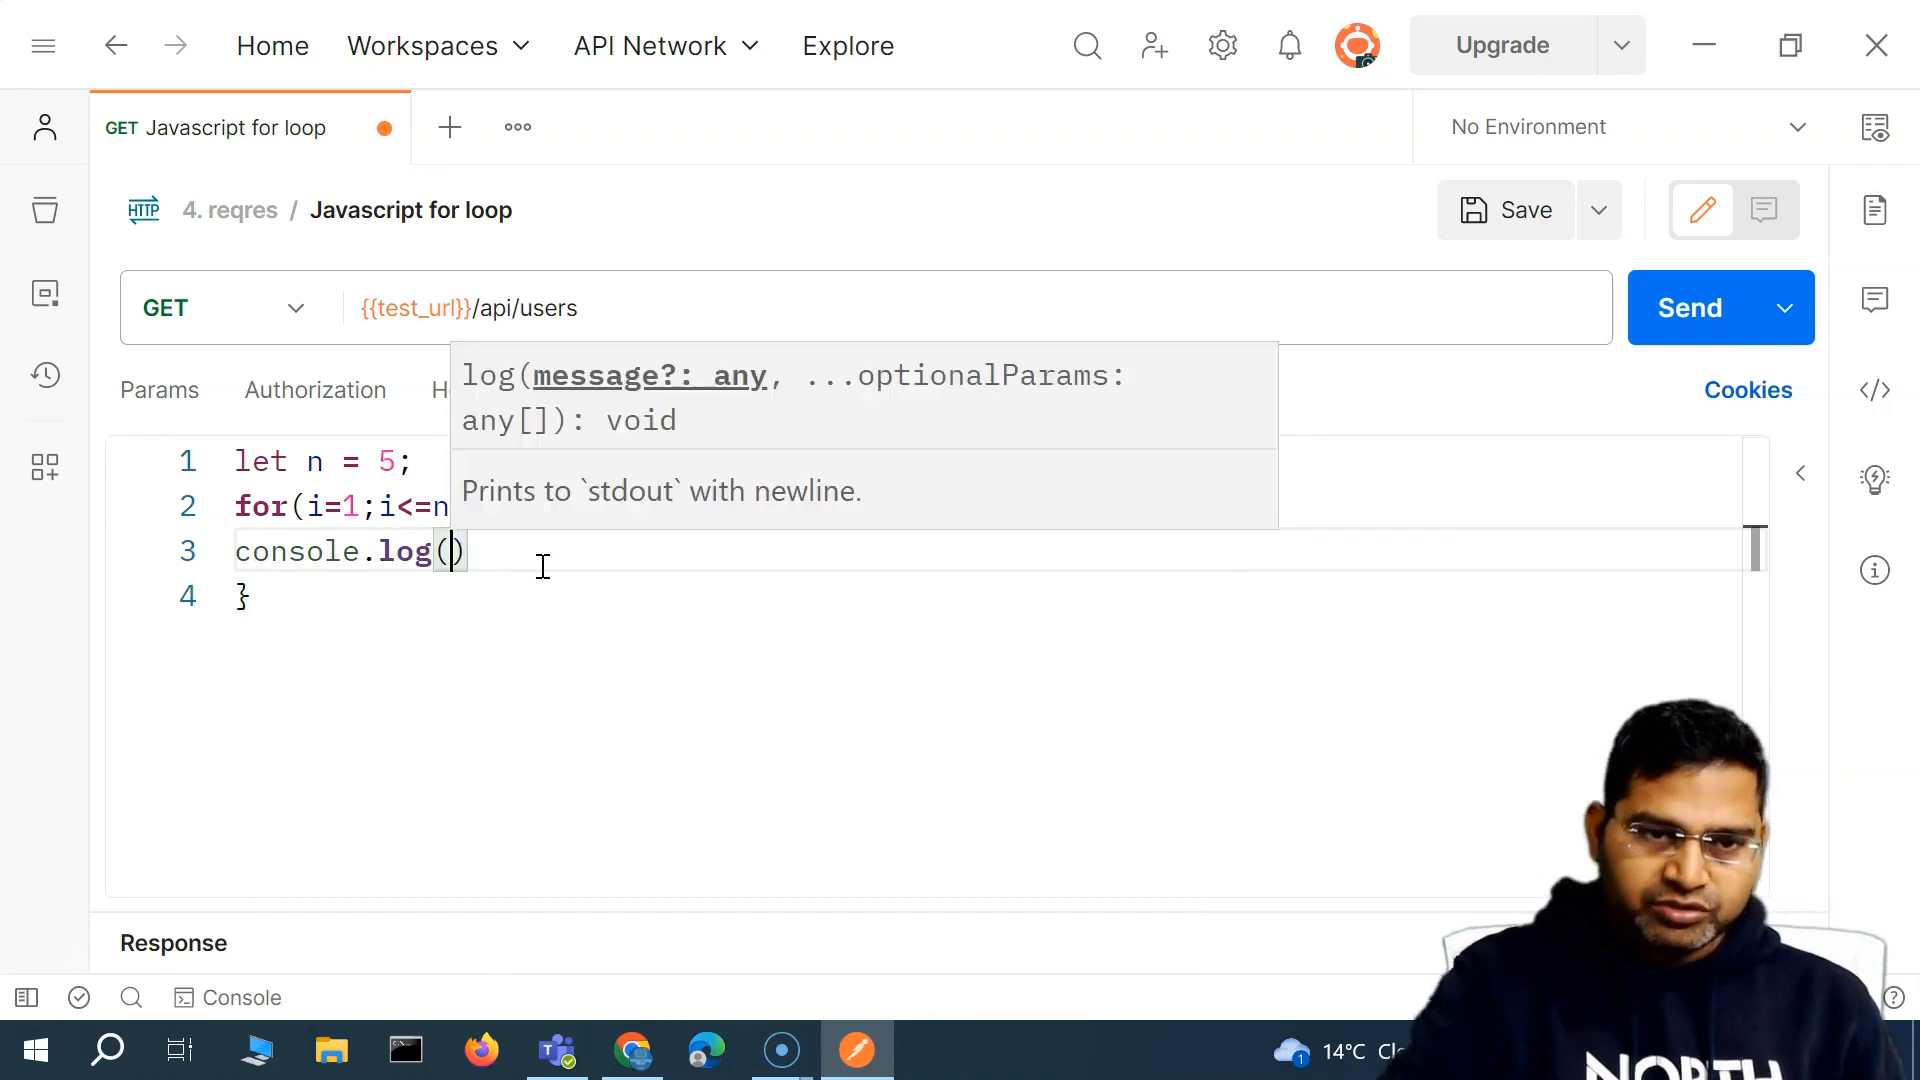 Home Workspaces API Network Explore Upgrade
GET Javascript for loop No Environment
HTTP 4. reqres / Javascript for loop Save
GET {{test_url}}/api/users Send
Params Authorization Cookies
log(message?: any, ...optionalParams:
any[]): void
Prints to `stdout` with newline.
1 let n = 5;
2 for(i=1;i<=n
3 console.log()
4 }
Response
Console
14°C
NORTH